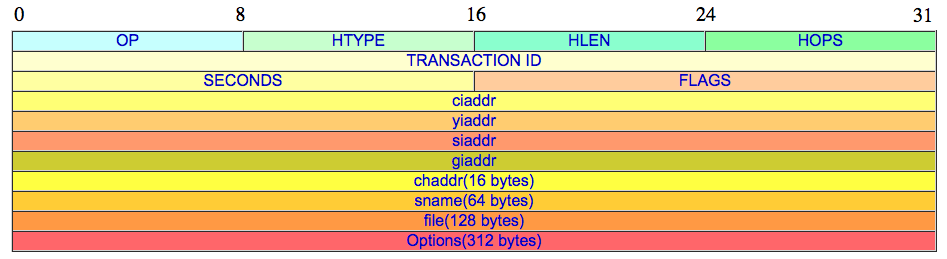 0 8 16 24 31
OP HTYPE HLEN HOPS
TRANSACTION ID
SECONDS FLAGS
ciaddr
yiaddr
siaddr
giaddr
chaddr(16 bytes)
sname(64 bytes)
file(128 bytes)
Options(312 bytes)